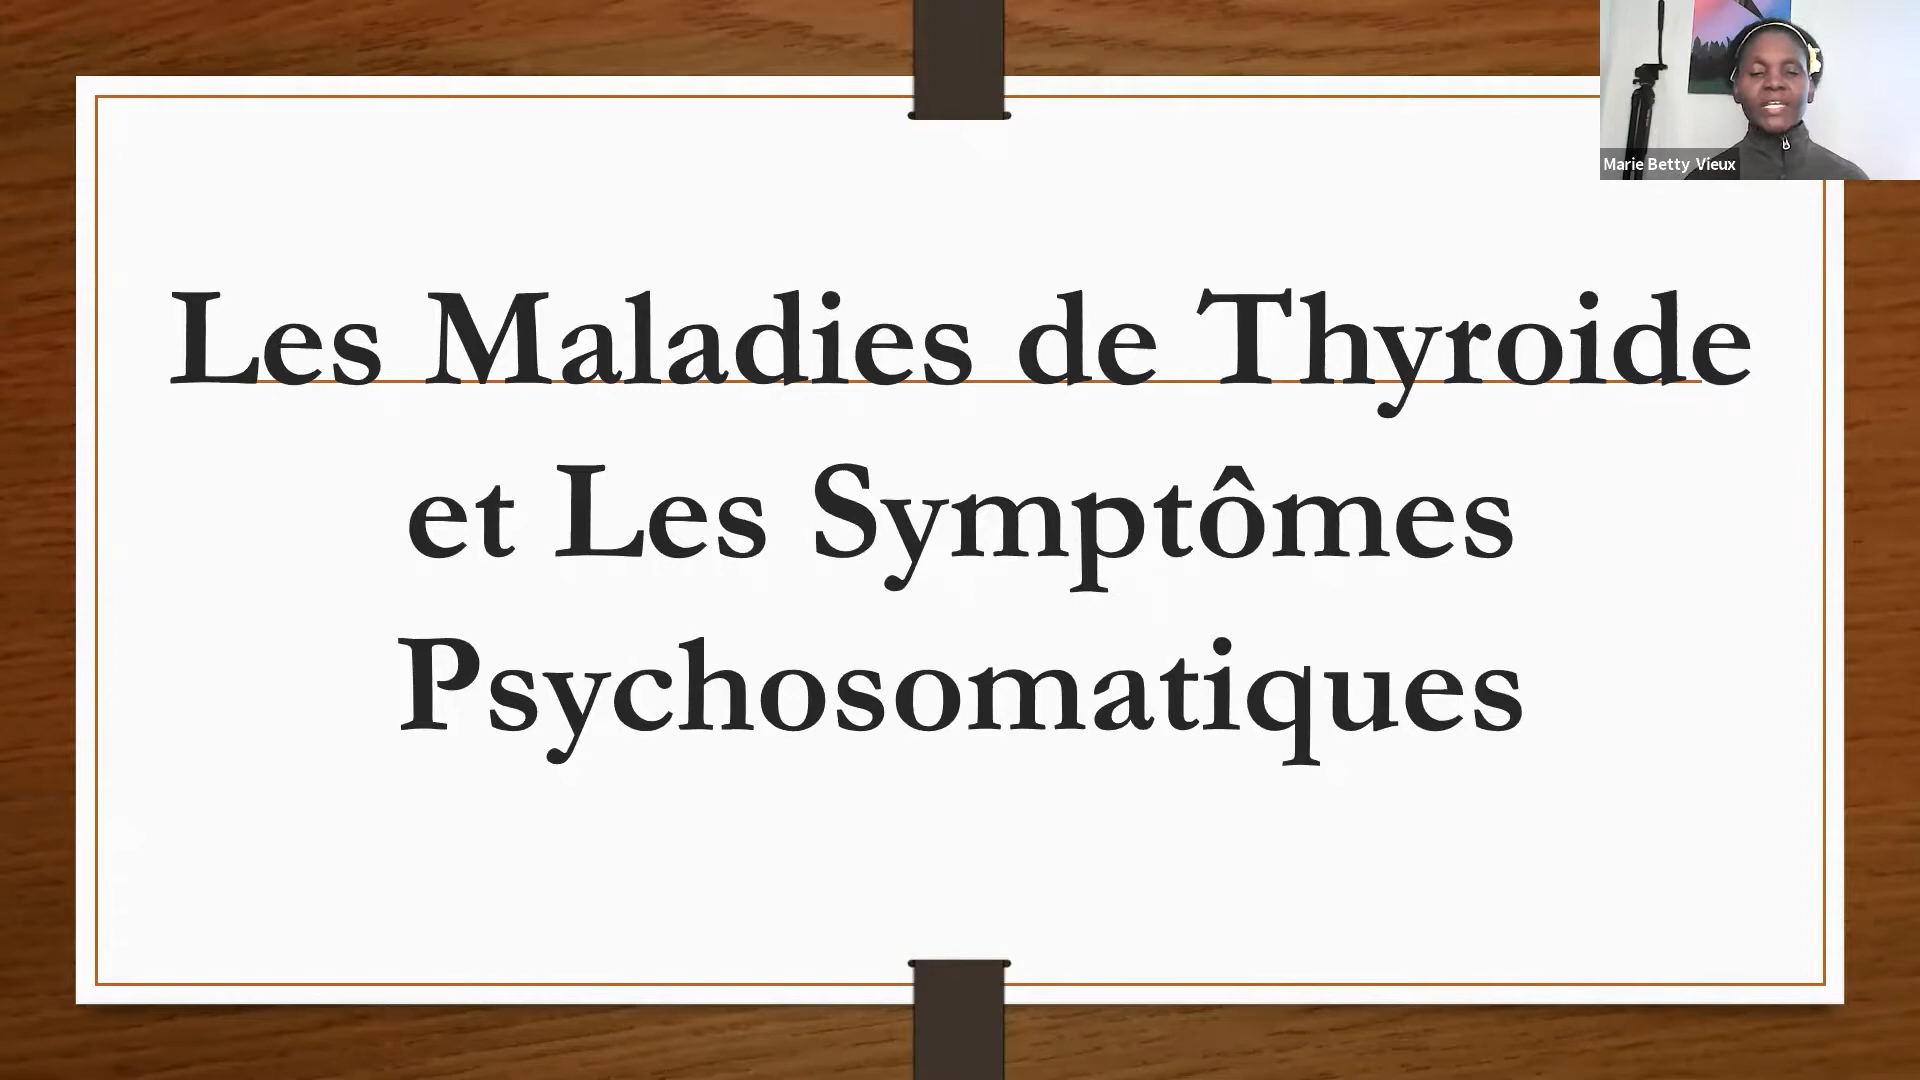 Marie Betty Vieux
Les Maladies de Thyroide
et Les Symptômes
Psychosomatiques